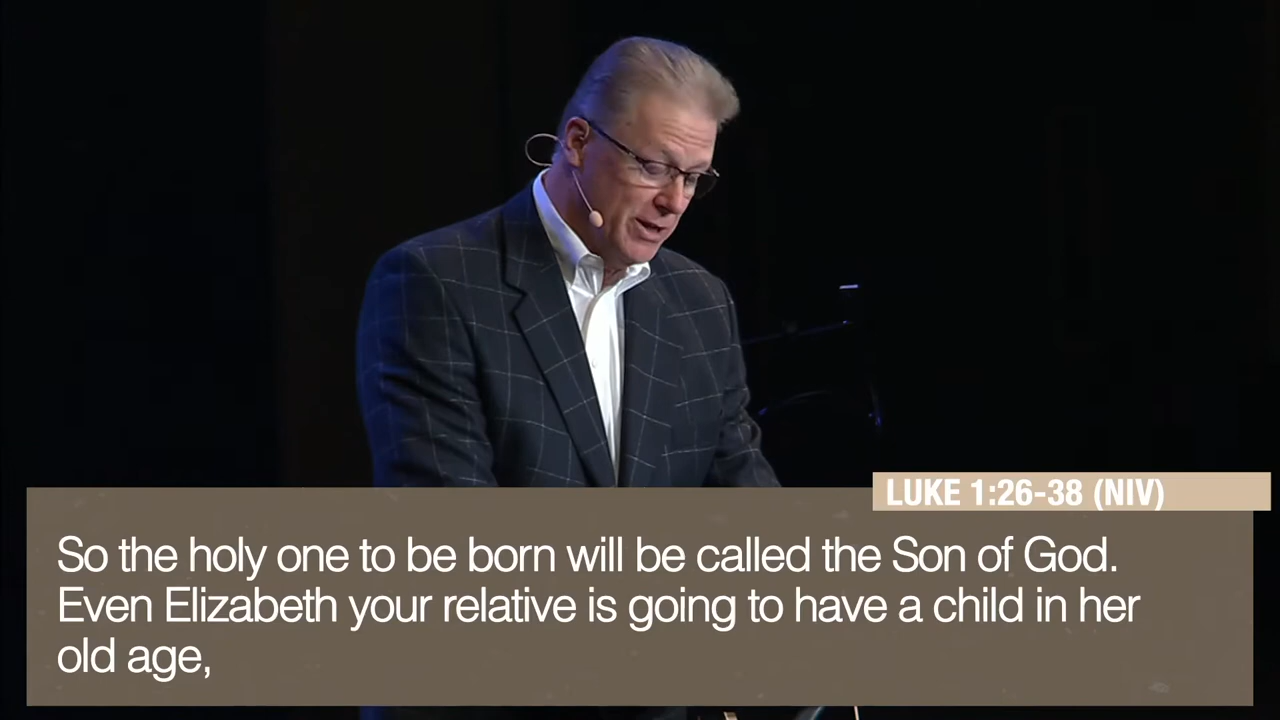 LUKE 1:26-38 (NIV)
So the holy one to be born will be called the Son of God.
Even Elizabeth your relative is going to have a child in her
old age,